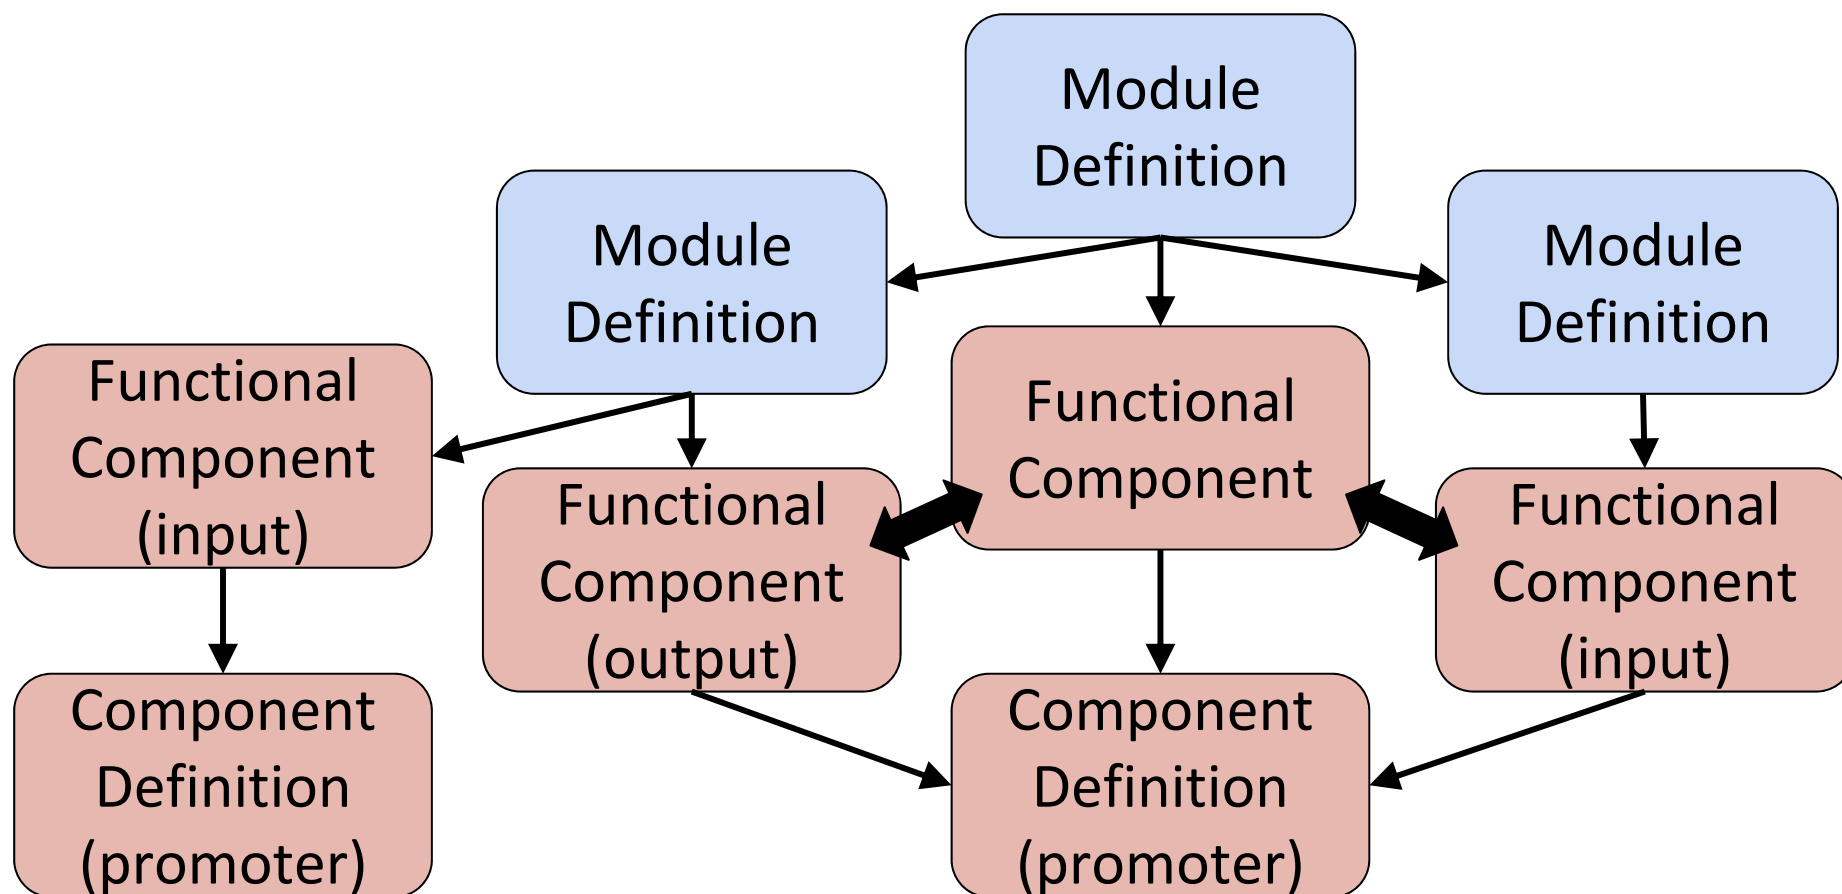 Module
Definition
Module
Definition
Module
Definition
Functional
Component
(input)
Functional
Component
Functional
Component
(output)
Functional
Component
(input)
Component
Definition
(promoter)
Component
Definition
(promoter)